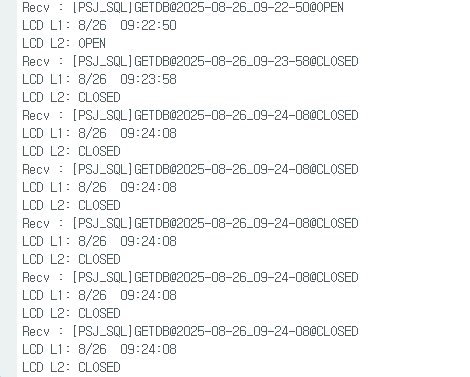 Recv : [PSJ_SQL]GETDB@2025-08-26_09-22-50@OPEN
LCD L1: 8/26  09:22:50
LCD L2: OPEN
Recv : [PSJ_SQL]GETDB@2025-08-26_09-23-58@CLOSED
LCD L1: 8/26  09:23:58
LCD L2: CLOSED
Recv : [PSJ_SQL]GETDB@2025-08-26_09-24-08@CLOSED
LCD L1: 8/26  09:24:08
LCD L2: CLOSED
Recv : [PSJ_SQL]GETDB@2025-08-26_09-24-08@CLOSED
LCD L1: 8/26  09:24:08
LCD L2: CLOSED
Recv : [PSJ_SQL]GETDB@2025-08-26_09-24-08@CLOSED
LCD L1: 8/26  09:24:08
LCD L2: CLOSED
Recv : [PSJ_SQL]GETDB@2025-08-26_09-24-08@CLOSED
LCD L1: 8/26  09:24:08
LCD L2: CLOSED
Recv : [PSJ_SQL]GETDB@2025-08-26_09-24-08@CLOSED
LCD L1: 8/26  09:24:08
LCD L2: CLOSED